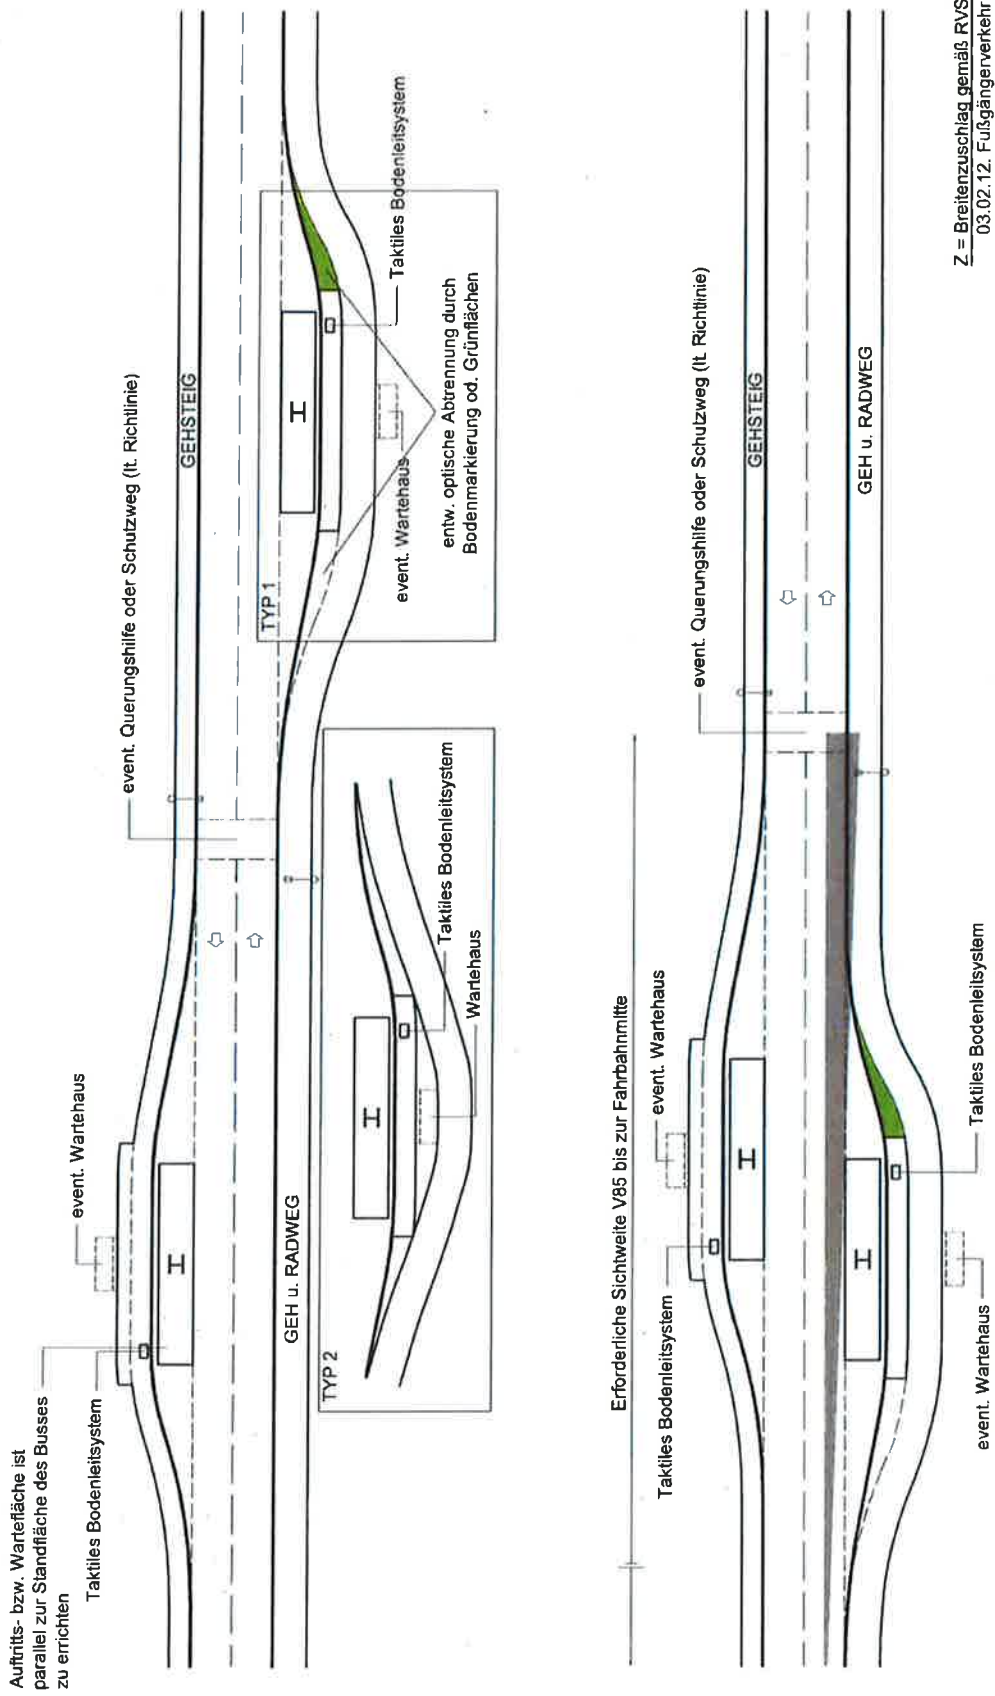 Auftritts- bzw. Wartefläche ist
parallel zur Standfläche des Busses
zu errichten
Taktiles Bodenleitsystem
event. Wartehaus
H
event. Querungshilfe oder Schutzweg (lt. Richtlinie)
GEHSTEIG
GEH u. RADWEG
TYP 1
H
Taktiles Bodenleitsystem
event. Wartehaus
entw. optische Abtrennung durch
Bodenmarkierung od. Grünflächen
TYP 2
H
Taktiles Bodenleitsystem
Wartehaus
Erforderliche Sichtweite V85 bis zur Fahrbahnmitte
Taktiles Bodenleitsystem
event. Wartehaus
H
event. Querungshilfe oder Schutzweg (lt. Richtlinie)
GEHSTEIG
GEH u. RADWEG
H
event. Wartehaus
Taktiles Bodenleitsystem
Z = Breitenzuschlag gemäß RVS
03.02.12. Fußgängerverkehr